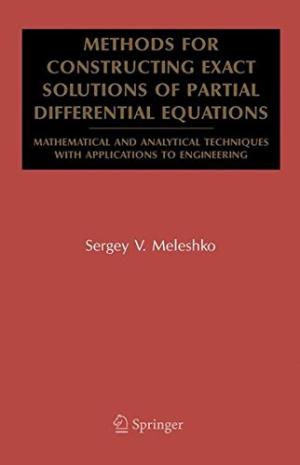 METHODS FOR
CONSTRUCTING EXACT
SOLUTIONS OF PARTIAL
DIFFERENTIAL EQUATIONS
MATHEMATICAL AND ANALYTICAL TECHNIQUES
WITH APPLICATIONS TO ENGINEERING
Sergey V. Meleshko
Springer